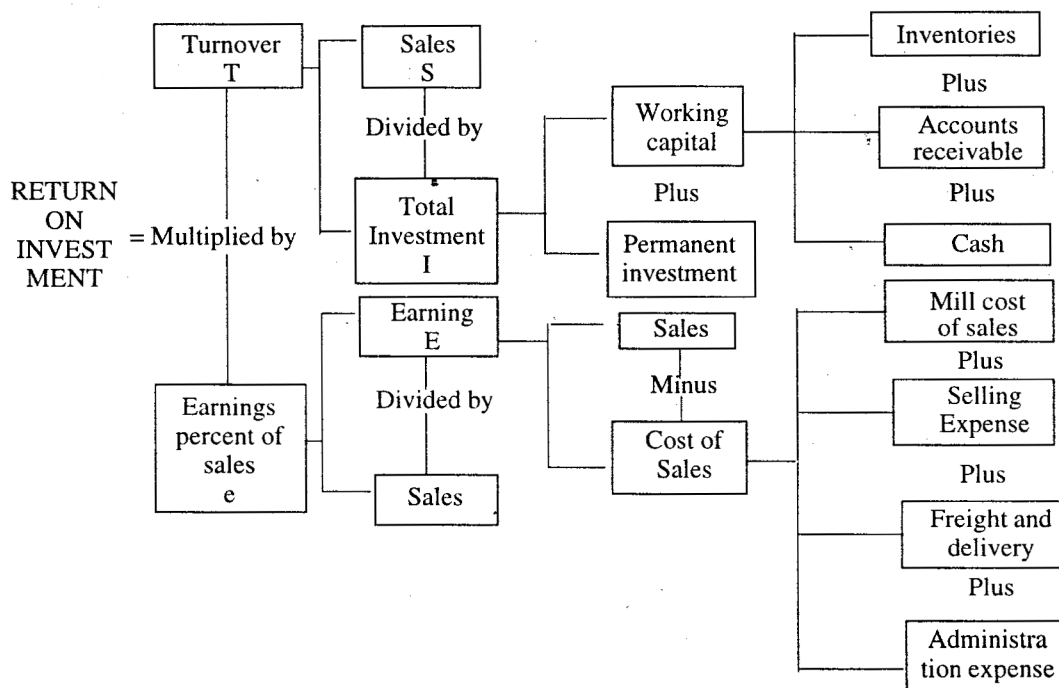 Turnover
T
Sales
S
Divided by
Total
Investment
I
Working
capital
Plus
Permanent
investment
Inventories
Plus
Accounts
receivable
Plus
Cash
RETURN
ON
INVEST
MENT
= Multiplied by
Earnings
percent of
sales
e
Earning
E
Divided by
Sales
Sales
Minus
Cost of
Sales
Mill cost
of sales
Plus
Selling
Expense
Plus
Freight and
delivery
Plus
Administra
tion expense